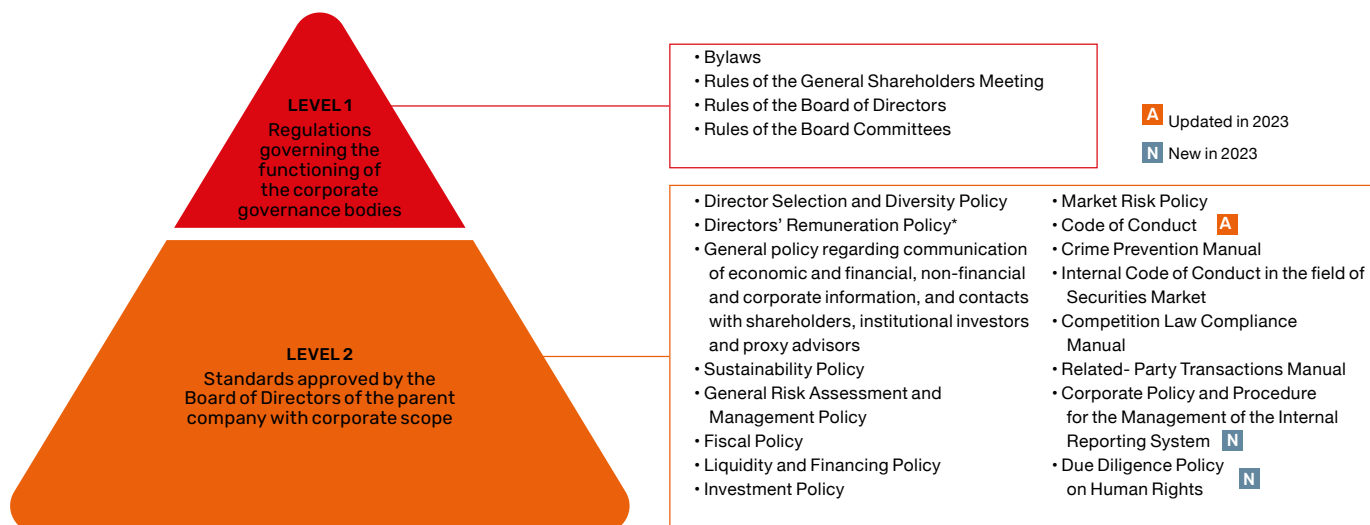 LEVEL 1
Regulations
governing the
functioning of
the corporate
governance bodies
• Bylaws
• Rules of the General Shareholders Meeting
• Rules of the Board of Directors
• Rules of the Board Committees
A Updated in 2023
N New in 2023
LEVEL 2
Standards approved by the
Board of Directors of the parent
company with corporate scope
• Director Selection and Diversity Policy
• Directors' Remuneration Policy*
• General policy regarding communication
of economic and financial, non-financial
and corporate information, and contacts
with shareholders, institutional investors
and proxy advisors
• Sustainability Policy
• General Risk Assessment and
Management Policy
• Fiscal Policy
• Liquidity and Financing Policy
• Investment Policy
• Market Risk Policy
• Code of Conduct A
• Crime Prevention Manual
• Internal Code of Conduct in the field of
Securities Market
• Competition Law Compliance
Manual
• Related- Party Transactions Manual
• Corporate Policy and Procedure
for the Management of the Internal
Reporting System N
• Due Diligence Policy
on Human Rights N